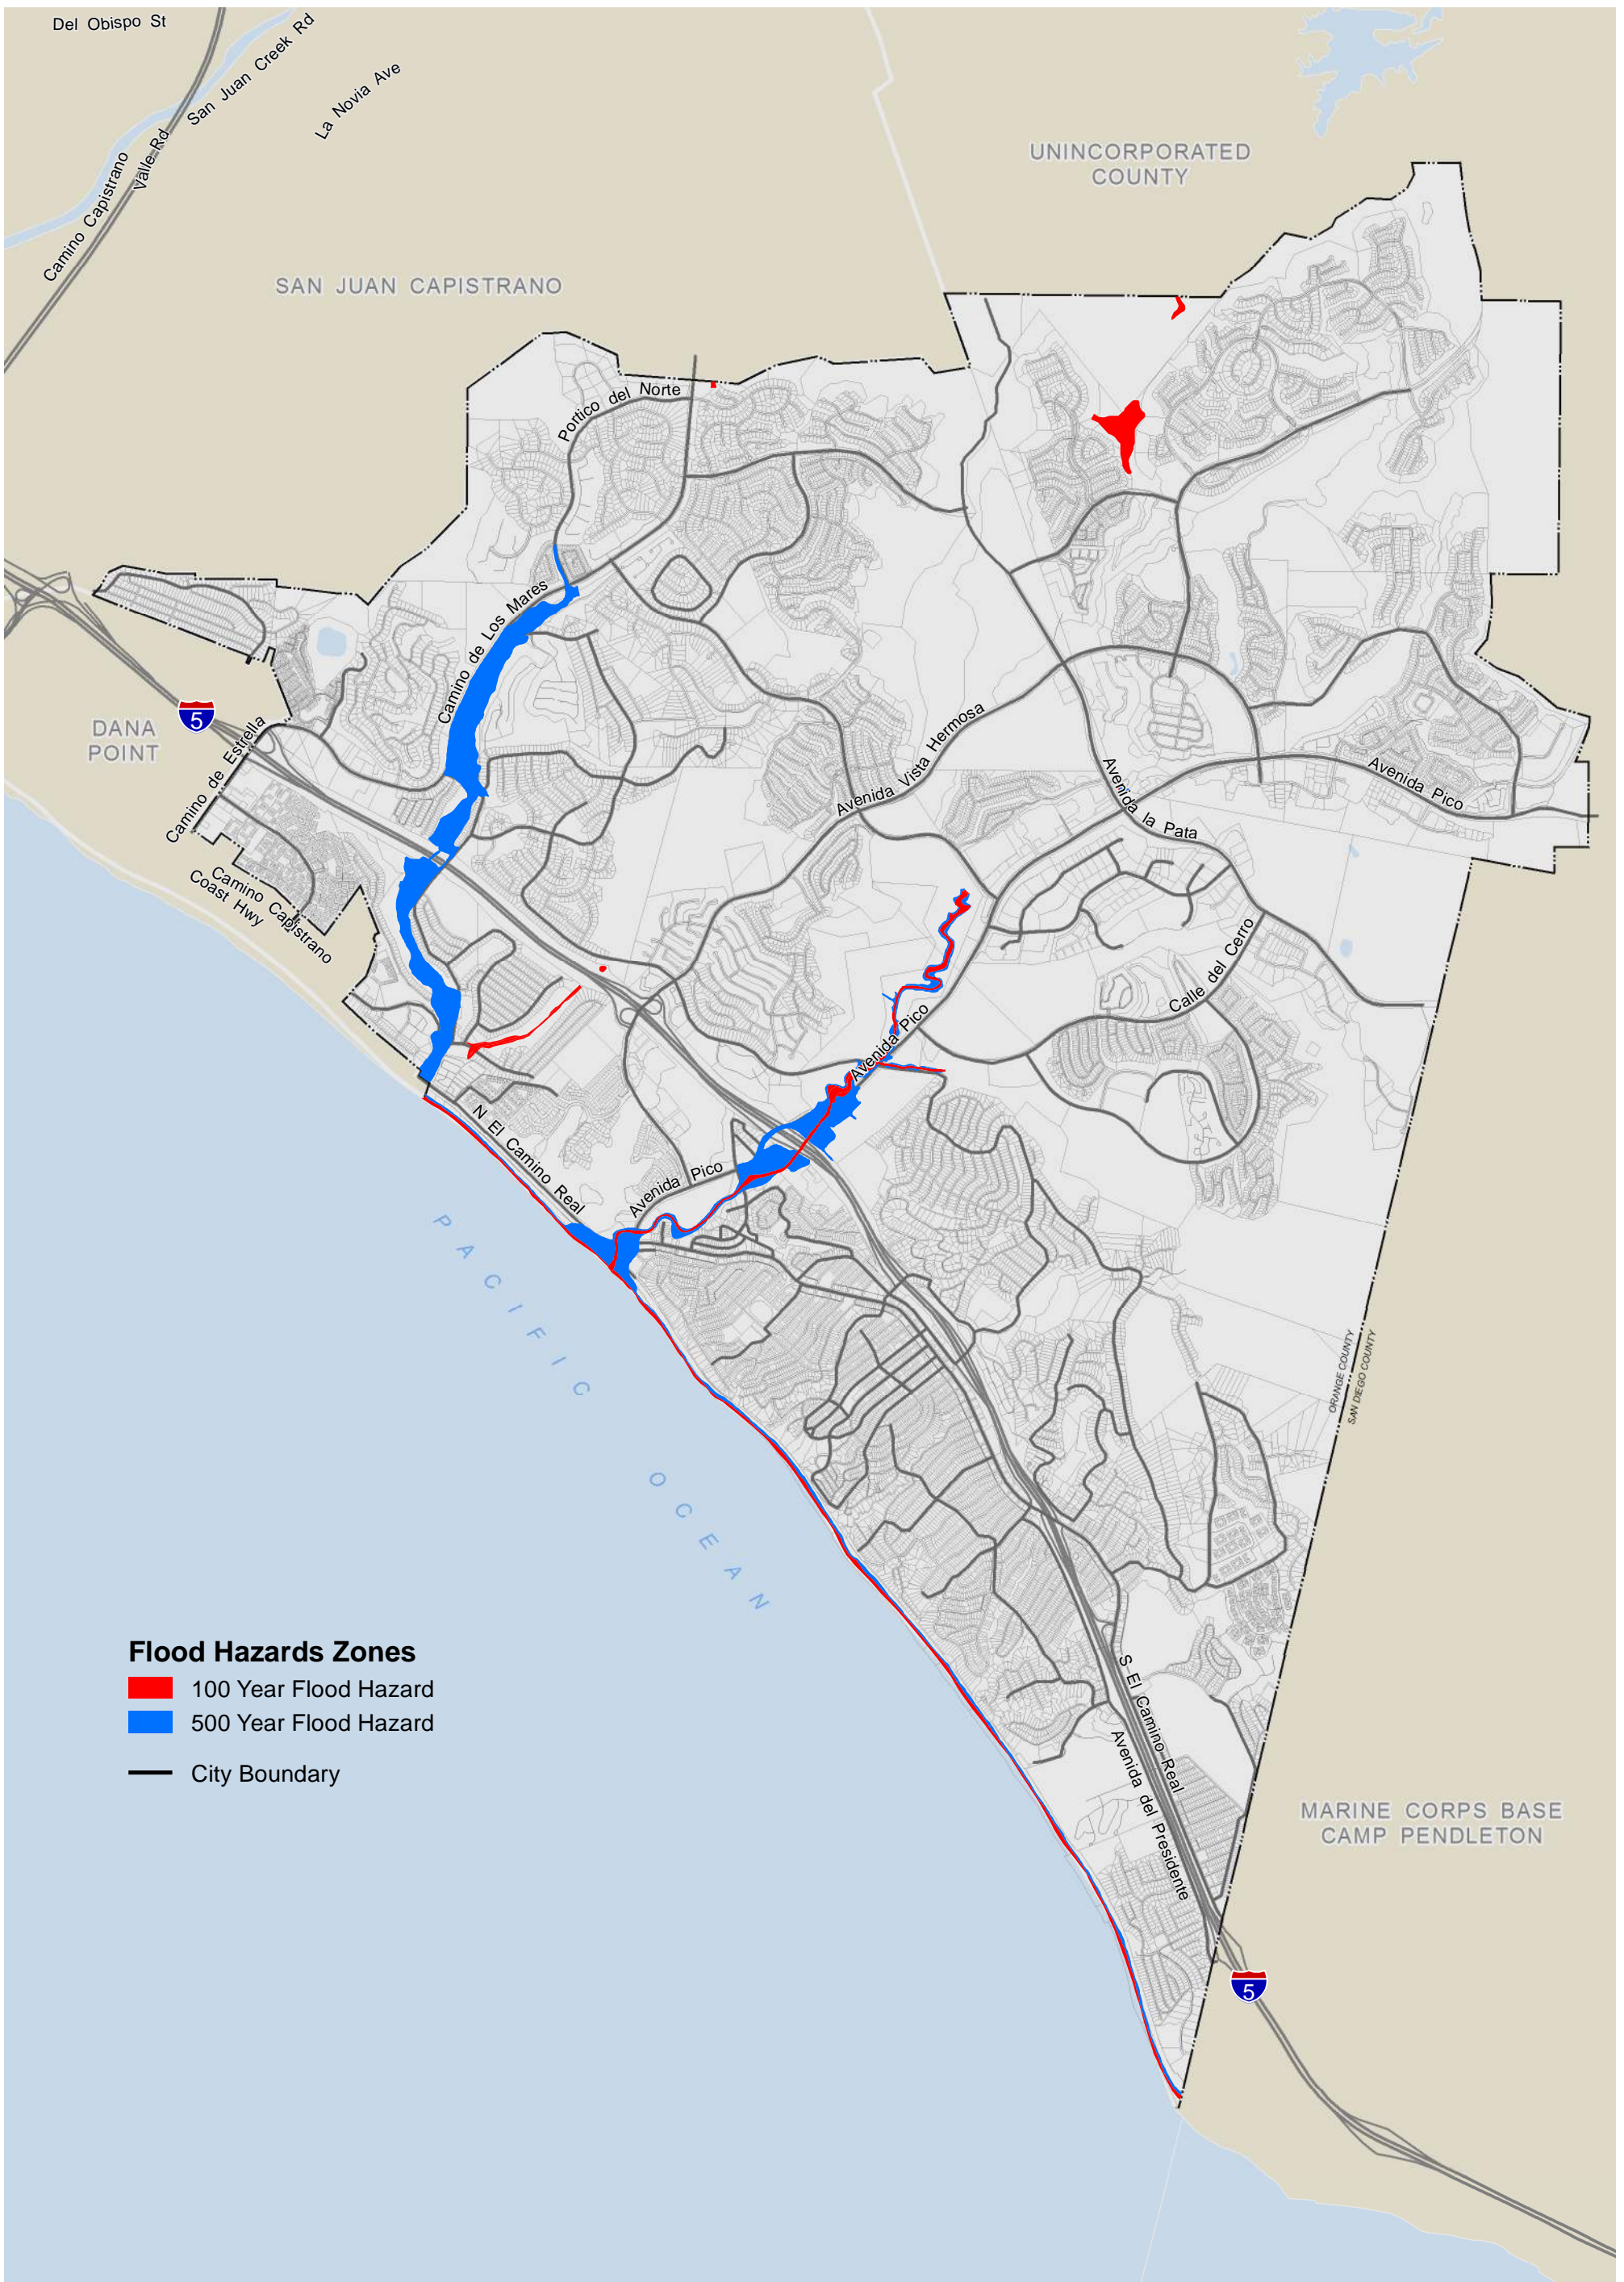 Del Obispo St
San Juan Creek Rd
La Novia Ave
Camino Capistrano
Valle Rd
UNINCORPORATED
COUNTY
SAN JUAN CAPISTRANO
Portico del Norte
Camino de Los Mares
5
DANA
POINT
Camino de Estrella
Avenida Vista Hermosa
Avenida la Pata
Avenida Pico
Camino Capistrano
Coast Hwy
Calle del Cerro
Avenida Pico
N El Camino Real
Avenida Pico
PACIFIC
OCEAN
ORANGE COUNTY
SAN DIEGO COUNTY
Flood Hazards Zones
100 Year Flood Hazard
500 Year Flood Hazard
City Boundary
S El Camino Real
Avenida del Presidente
MARINE CORPS BASE
CAMP PENDLETON
5